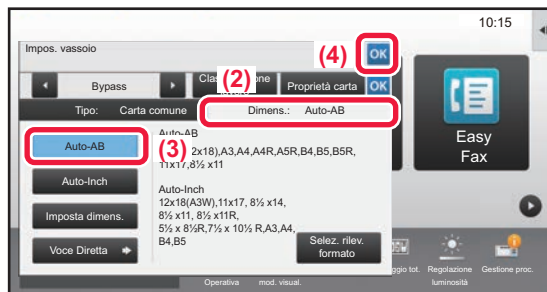 10:15
Impos. vassoio
(4)
OK
Bypass
(2)
Proprietà carta
OK
Tipo: Carta comune
Dimens.: Auto-AB
Auto-AB
Auto-AB
(3)
2x18),A3,A4,A4R,A5R,B4,B5,B5R,
11x17,8½ x11
Auto-Inch
Auto-Inch
12x18(A3W),11x17, 8½ x14,
8½ x11, 8½ x11R,
5½ x 8½R,7½ x 10½ R,A3,A4,
B4,B5
Imposta dimens.
Voce Diretta
Selez. rilev.
formato
Easy
Fax
tot.
Regolazione
luminosità
Gestione proc.
Operativa
mod. visual.